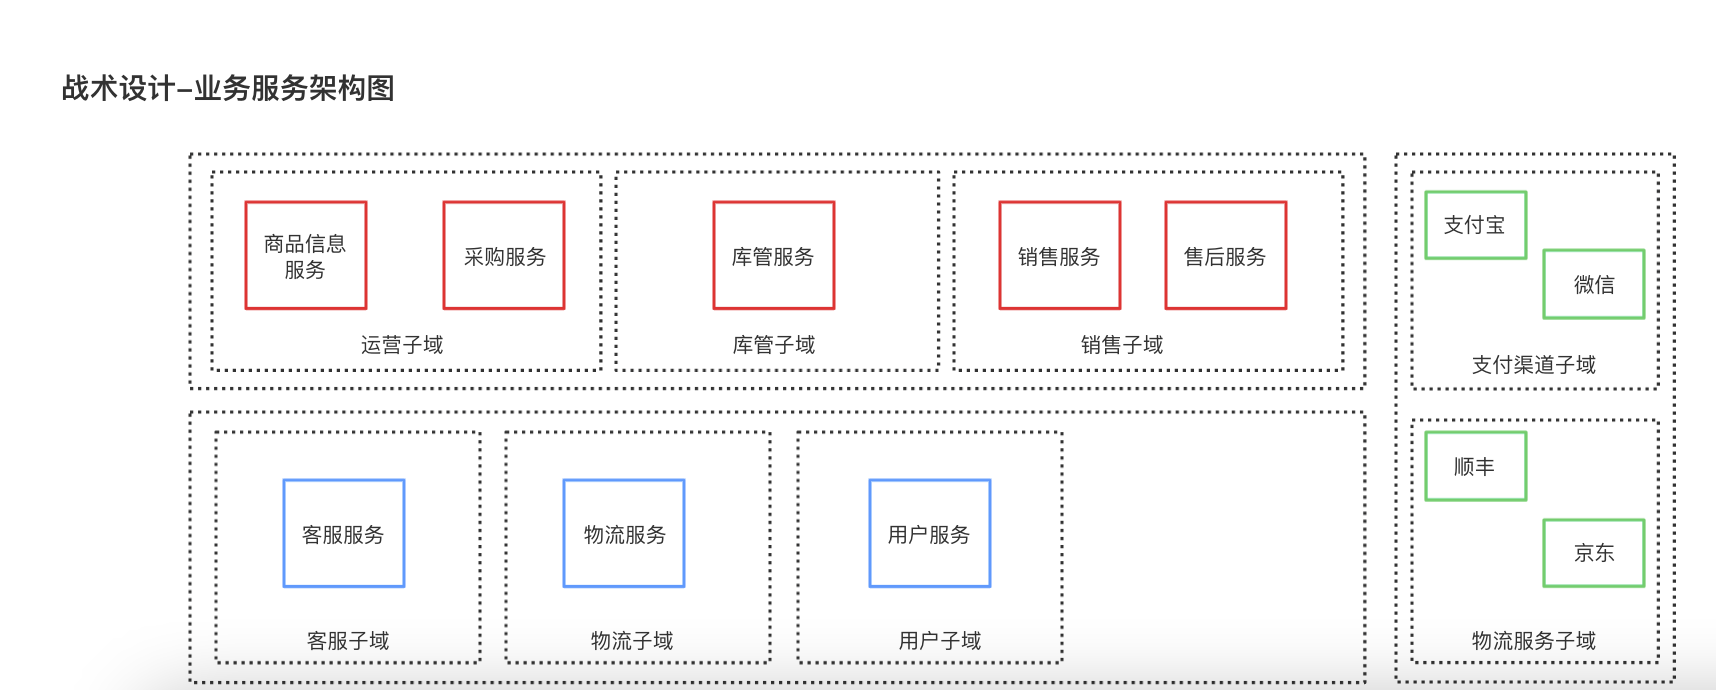 战术设计–业务服务架构图
商品信息
服务
采购服务
运营子域
库管服务
库管子域
销售服务
售后服务
销售子域
支付宝
微信
支付渠道子域
客服服务
客服子域
物流服务
物流子域
用户服务
用户子域
顺丰
京东
物流服务子域